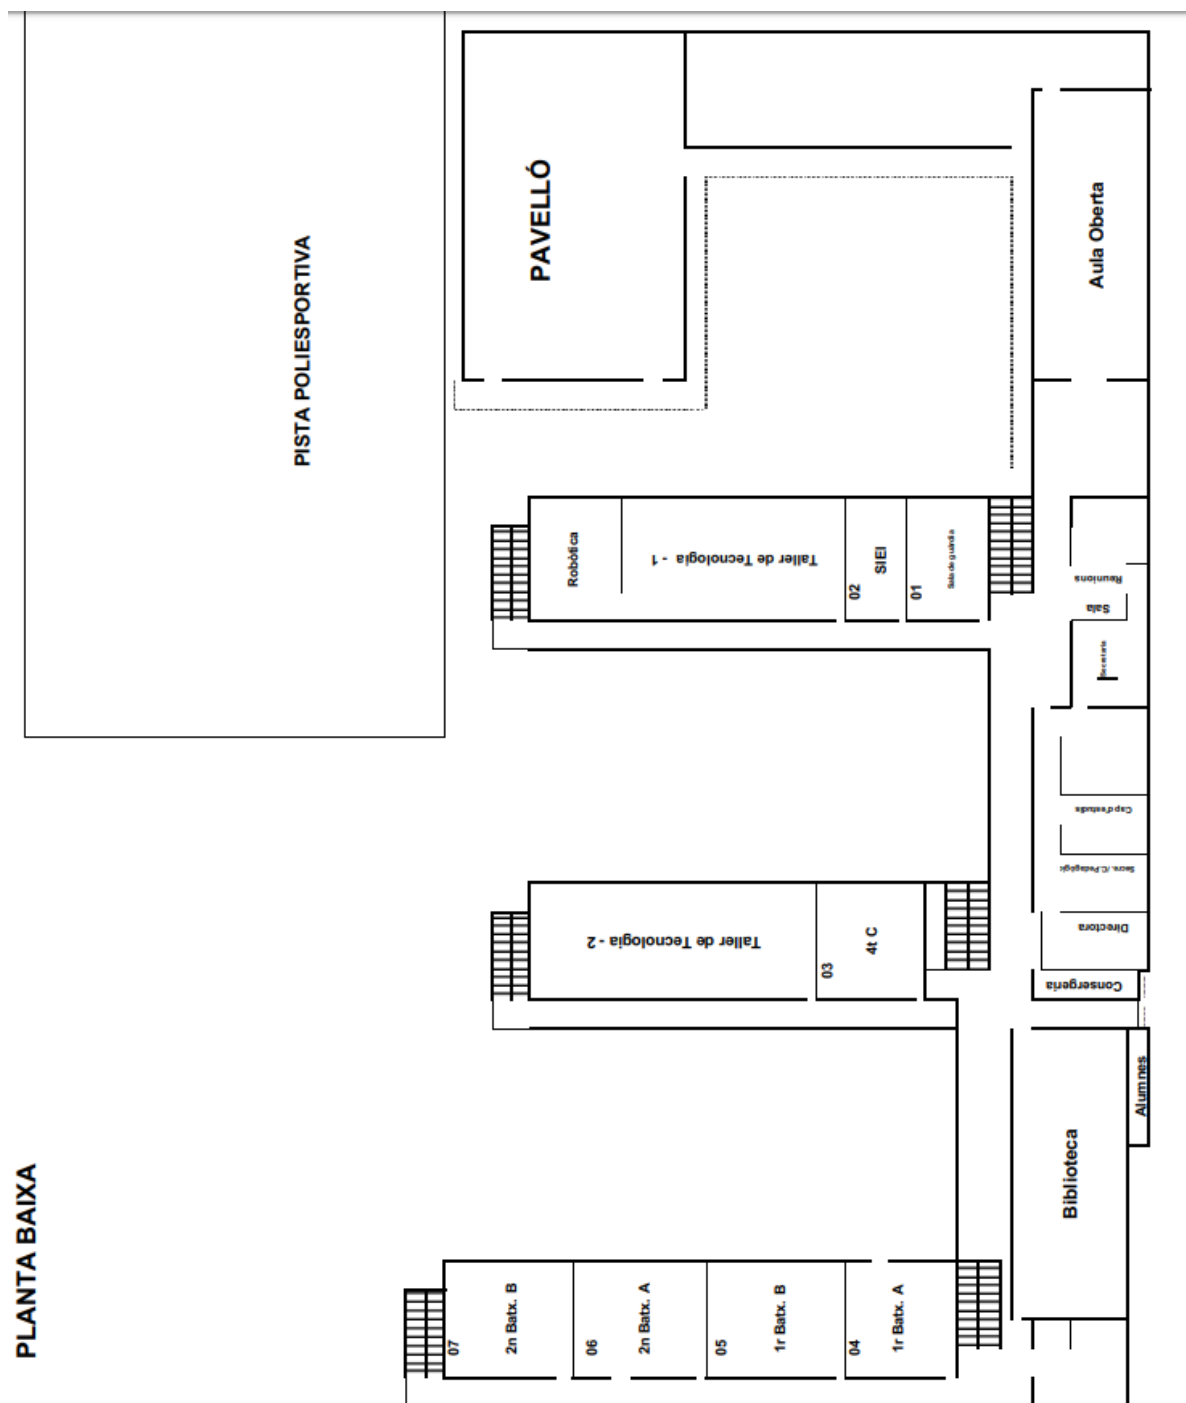 PISTA POLIESPORTIVA
PAVELLÓ
Aula Oberta
Robòtica
Taller de Tecnologia - 1
02
SIEI
01
Sala de guàrdia
Sala
Reunions
Secretaria
Cap d'estudis
Secre. /C.Pedagògic
Directora
Consergeria
Taller de Tecnologia - 2
03
4t C
Alumnes
Biblioteca
07
2n Batx. B
06
2n Batx. A
05
1r Batx. B
04
1r Batx. A
PLANTA BAIXA